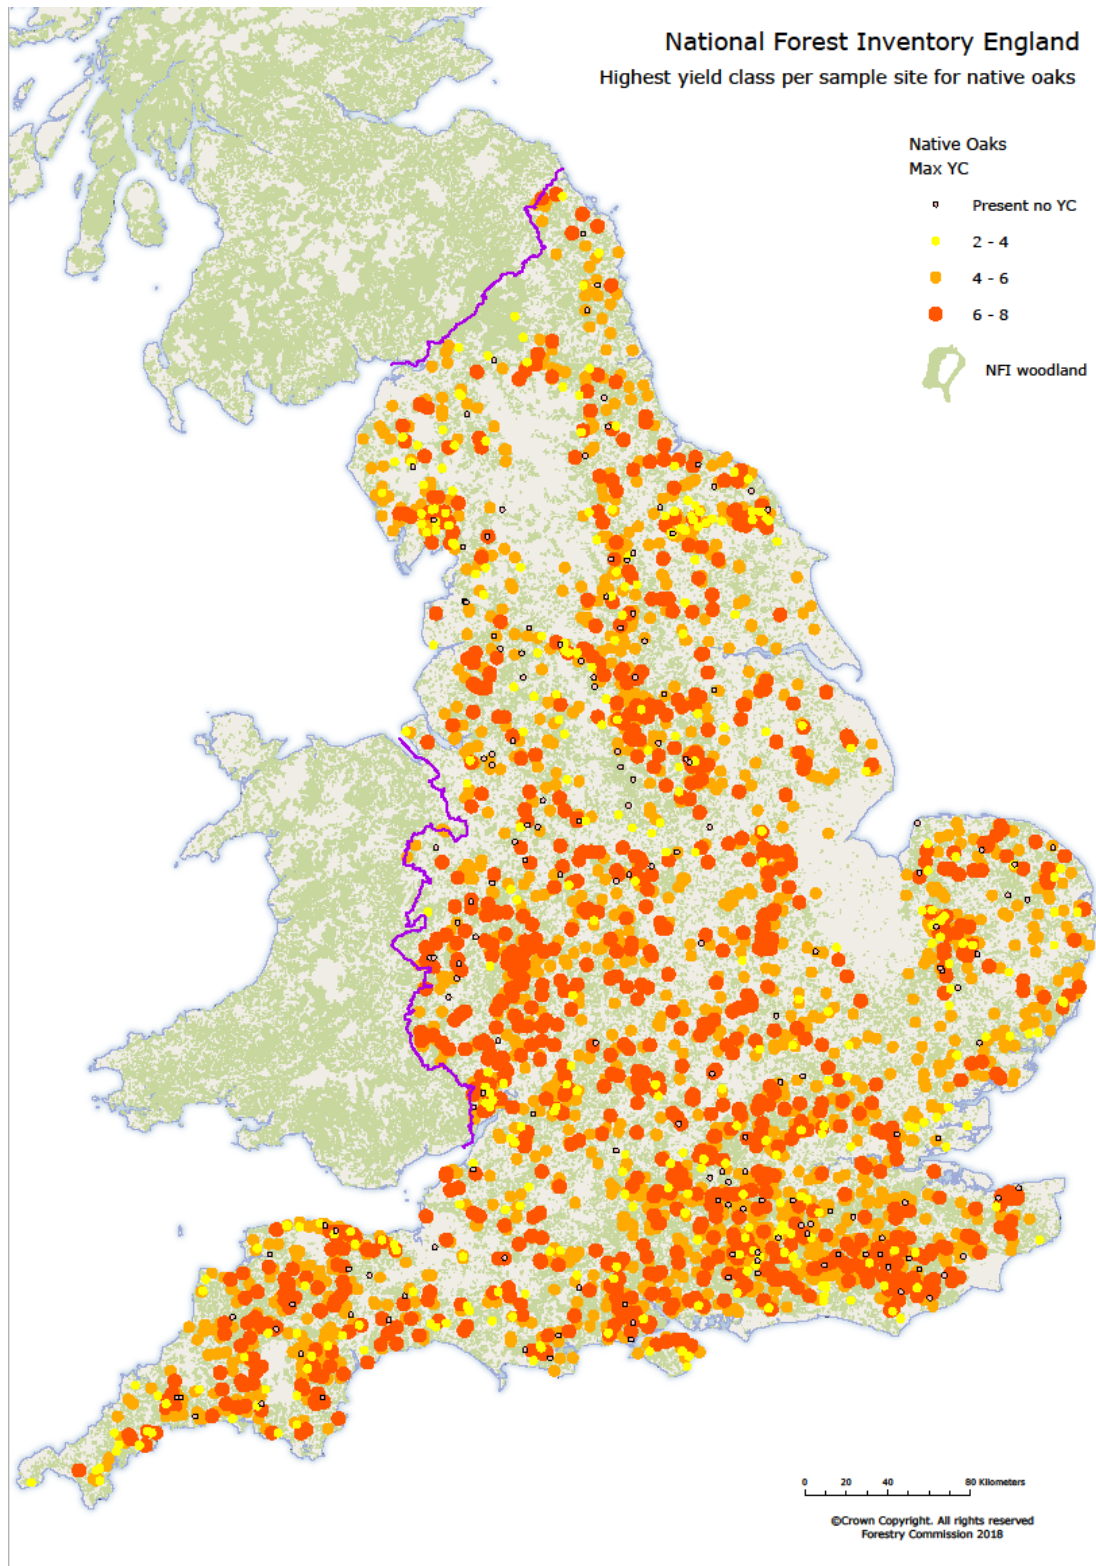 National Forest Inventory England
Highest yield class per sample site for native oaks
Native Oaks
Max YC
Present no YC
2 - 4
4 - 6
6 - 8
NFI woodland
0 20 40 80 Kilometers
©Crown Copyright. All rights reserved
Forestry Commission 2018